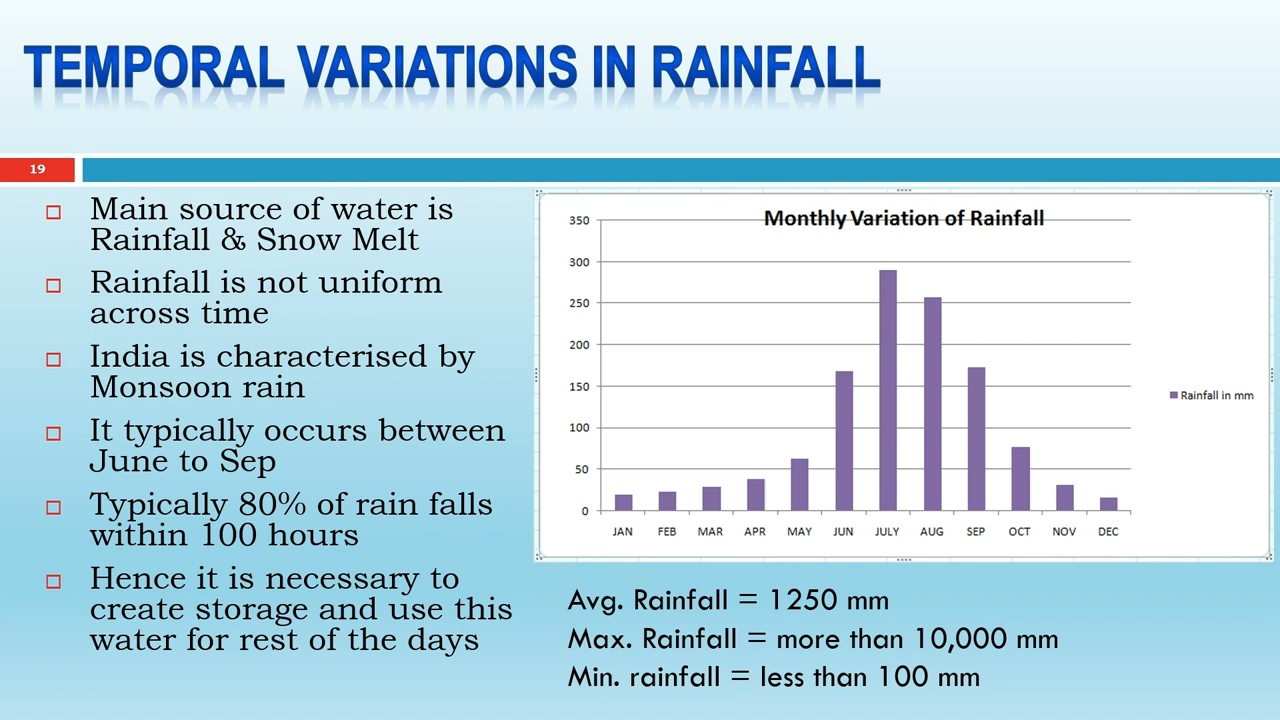 TEMPORAL VARIATIONS IN RAINFALL
19
Main source of water is
Rainfall & Snow Melt
Rainfall is not uniform
across time
India is characterised by
Monsoon rain
It typically occurs between
June to Sep
Typically 80% of rain falls
within 100 hours
Hence it is necessary to
create storage and use this
water for rest of the days
Monthly Variation of Rainfall
350
300
250
200
150
100
50
0
JAN FEB MAR APR MAY JUN JULY AUG SEP OCT NOV DEC
Rainfall in mm
Avg. Rainfall = 1250 mm
Max. Rainfall = more than 10,000 mm
Min. rainfall = less than 100 mm